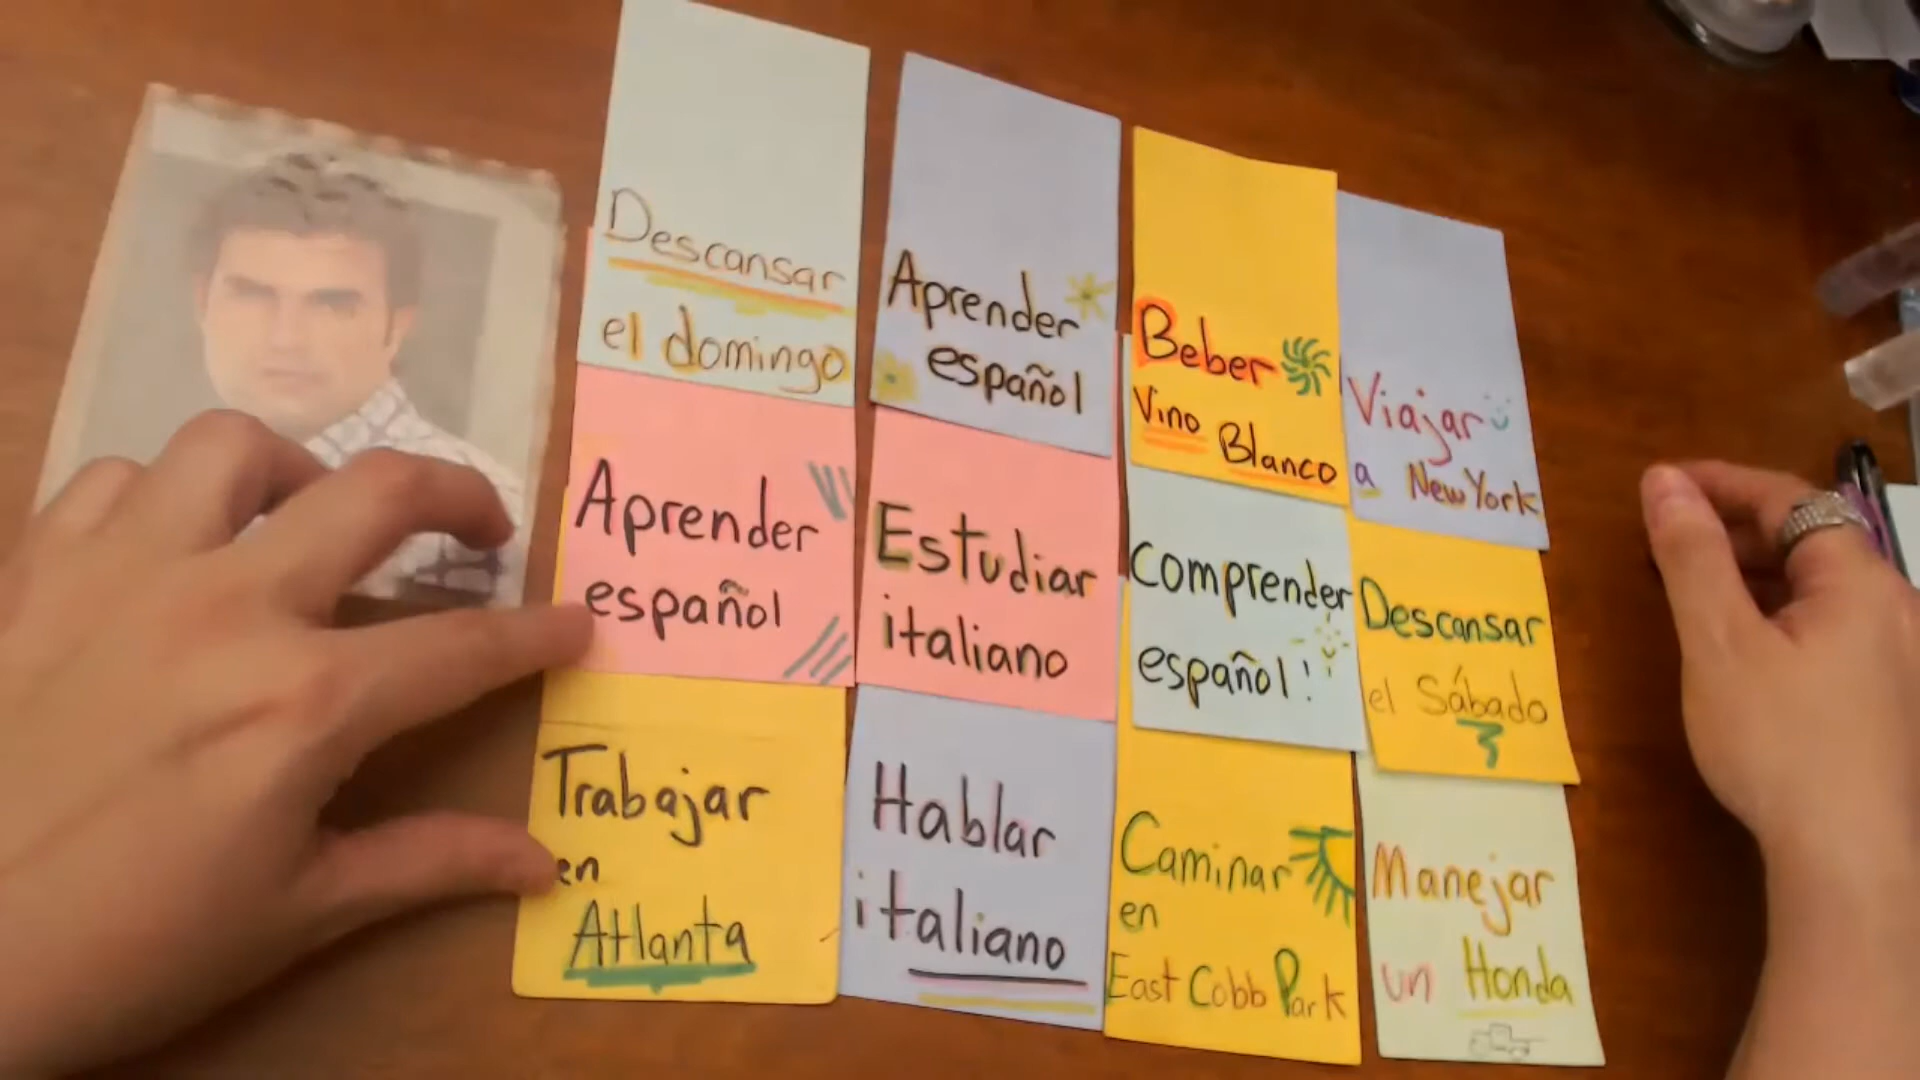 Descansar
el domingo
Aprender
español
Beber
Vino Blanco
Viajar
a New York
Aprender
español
Estudiar
italiano
Comprender
español!
Descansar
el Sábado
Trabajar
en
Atlanta
Hablar
italiano
Caminar
en
East Cobb Park
Manejar
un Honda